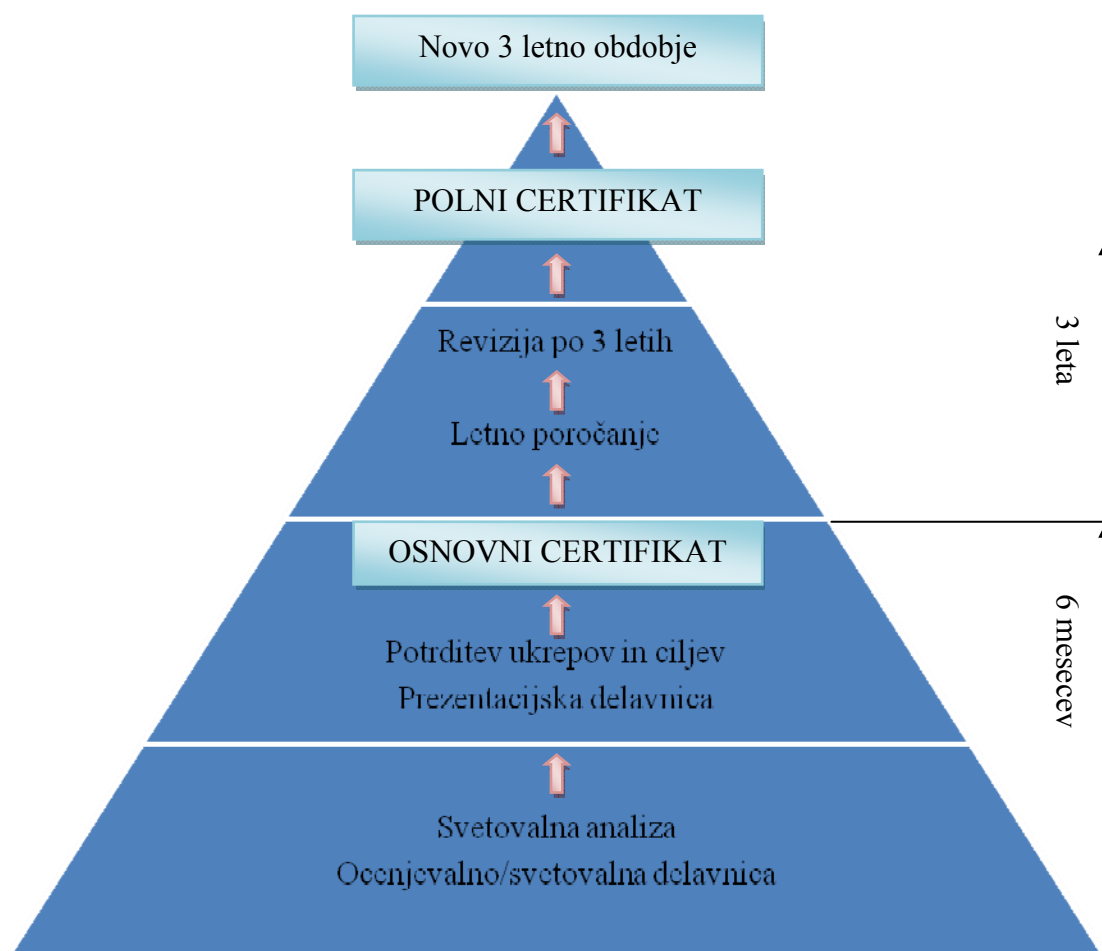 Novo 3 letno obdobje
POLNI CERTIFIKAT
Revizija po 3 letih
Letno poročanje
3 leta
OSNOVNI CERTIFIKAT
Potrditev ukrepov in ciljev
Prezentacijska delavnica
6 mesecev
Svetovalna analiza
Ocenjevalno/svetovalna delavnica